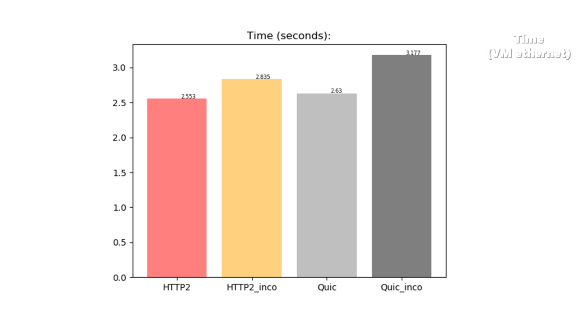 Time (seconds):
Time
(VM ethernet)
3.0
2.5
2.0
1.5
1.0
0.5
0.0
2.553
2.835
2.63
3.177
HTTP2
HTTP2_inco
Quic
Quic_inco